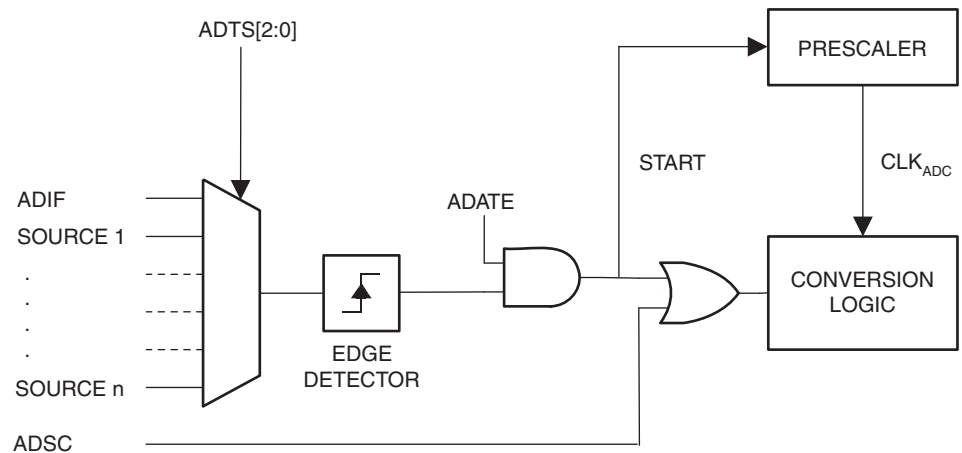 ADTS[2:0]
PRESCALER
START
CLKADC
ADIF
ADATE
SOURCE 1
.
.
.
.
CONVERSION
LOGIC
EDGE
DETECTOR
SOURCE n
ADSC